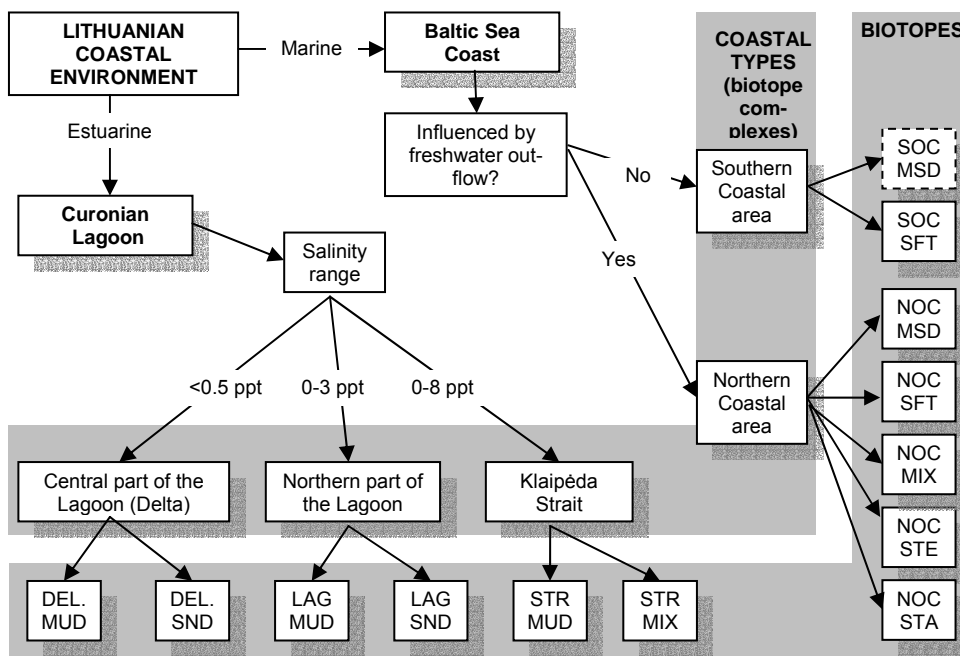 LITHUANIAN
COASTAL
ENVIRONMENT
Marine
Baltic Sea
Coast
COASTAL
TYPES
(biotope
com-
plexes)
BIOTOPES
Estuarine
Influenced by
freshwater out-
flow?
No
Yes
Southern
Coastal
area
SOC
MSD
SOC
SFT
Curonian
Lagoon
Salinity
range
<0.5 ppt
0-3 ppt
0-8 ppt
Northern
Coastal
area
NOC
MSD
NOC
SFT
NOC
MIX
NOC
STE
NOC
STA
Central part of the
Lagoon (Delta)
Northern part of
the Lagoon
Klaipėda
Strait
DEL.
MUD
DEL.
SND
LAG
MUD
LAG
SND
STR
MUD
STR
MIX